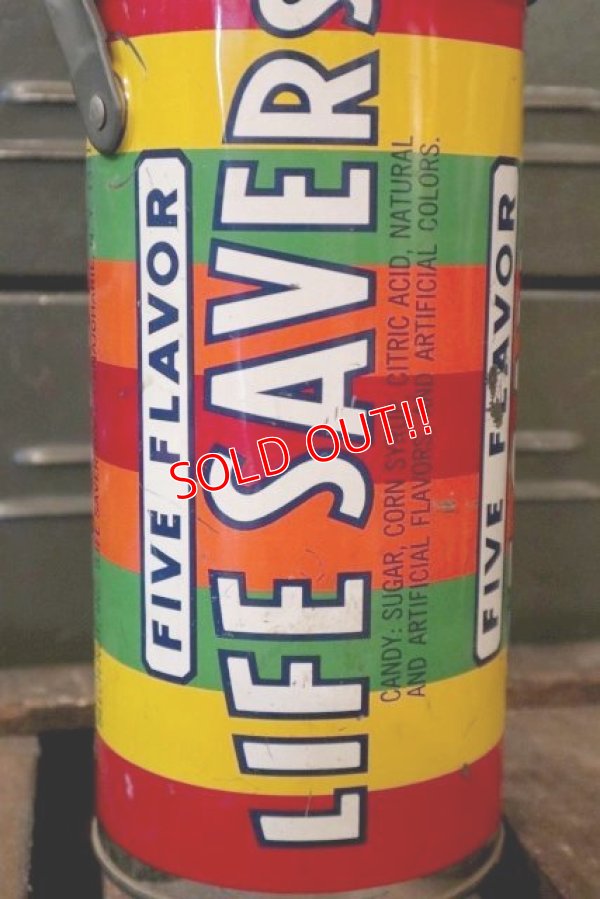 FIVE FLAVOR
LIFE SAVERS
CANDY: SUGAR, CORN SYRUP, CITRIC ACID, NATURAL
AND ARTIFICIAL FLAVORS AND ARTIFICIAL COLORS.
FIVE FLAVOR
SOLD OUT!!